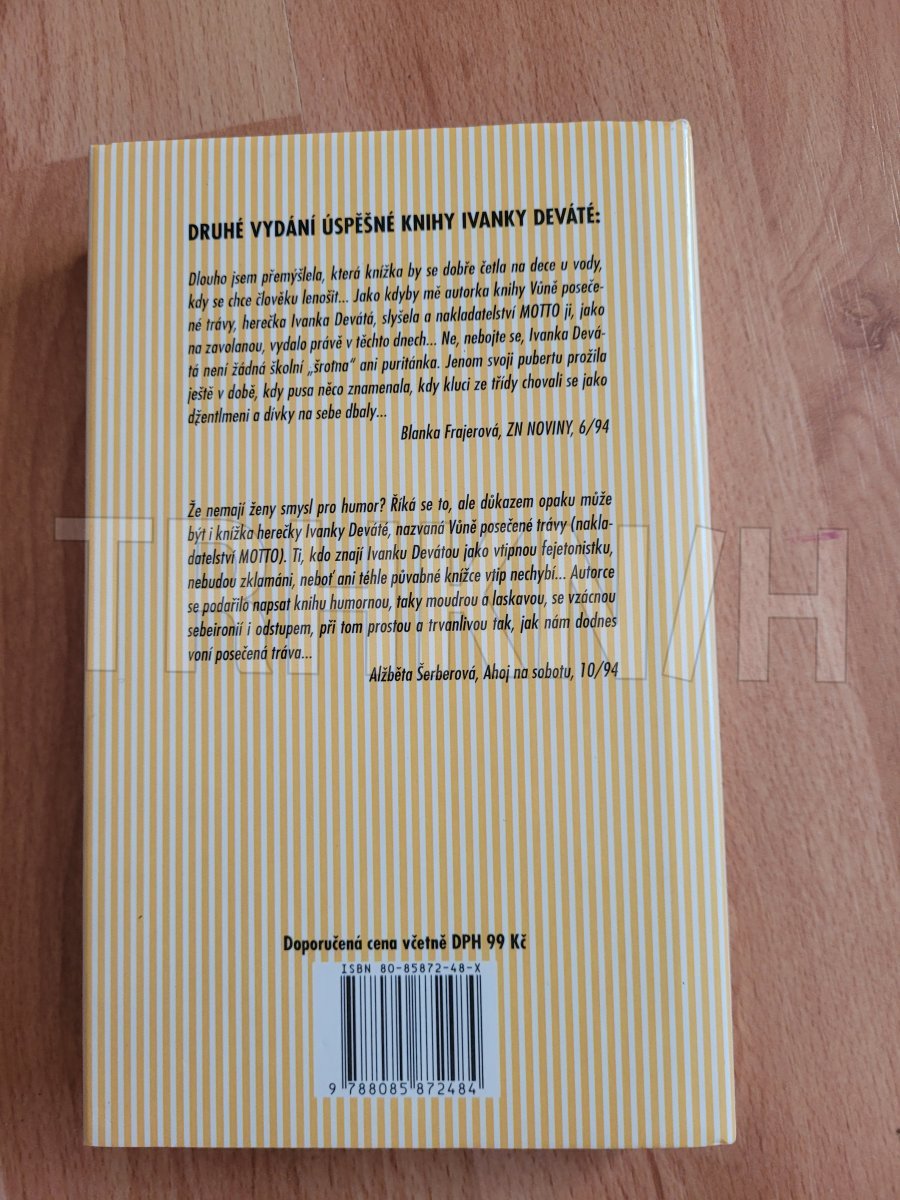 DRUHÉ VYDÁNÍ ÚSPĚŠNÉ KNIHY IVANKY DEVÁTÉ:
Dlouho jsem přemýšlela, která knížka by se dobře četla na dece u vody,
kdy se chce člověku lenošit... Jako kdyby mě autorka knihy Vůně poseče-
né trávy, herečka Ivanka Devátá, slyšela a nakladatelství MOTTO ji, jako
na zavolanou, vydalo právě v těchto dnech... Ne, nebojte se, Ivanka Devá-
tá není žádná školní „šrotna“ ani puritánka. Jenom svoji pubertu prožila
ještě v době, kdy pusa něco znamenala, kdy kluci ze třídy chovali se jako
džentlmeni a dívky na sebe dbaly...
Blanka Frajerová, ZN NOVINY, 6/94
Že nemají ženy smysl pro humor? Říká se to, ale důkazem opaku může
být i knížka herečky Ivanky Deváté, nazvaná Vůně posečené trávy (nakla-
datelství MOTTO). Ti, kdo znají Ivanku Devátou jako vtipnou fejetonistku,
nebudou zklamáni, neboť ani téhle půvabné knížce vtip nechybí... Autorce
se podařilo napsat knihu humornou, taky moudrou a laskavou, se vzácnou
sebeironií i odstupem, při tom prostou a trvanlivou tak, jak nám dodnes
voní posečená tráva...
Alžběta Šerberová, Ahoj na sobotu, 10/94
TRHKNIH
Doporučená cena včetně DPH 99 Kč
ISBN 80-85872-48-X
9 788085 872484